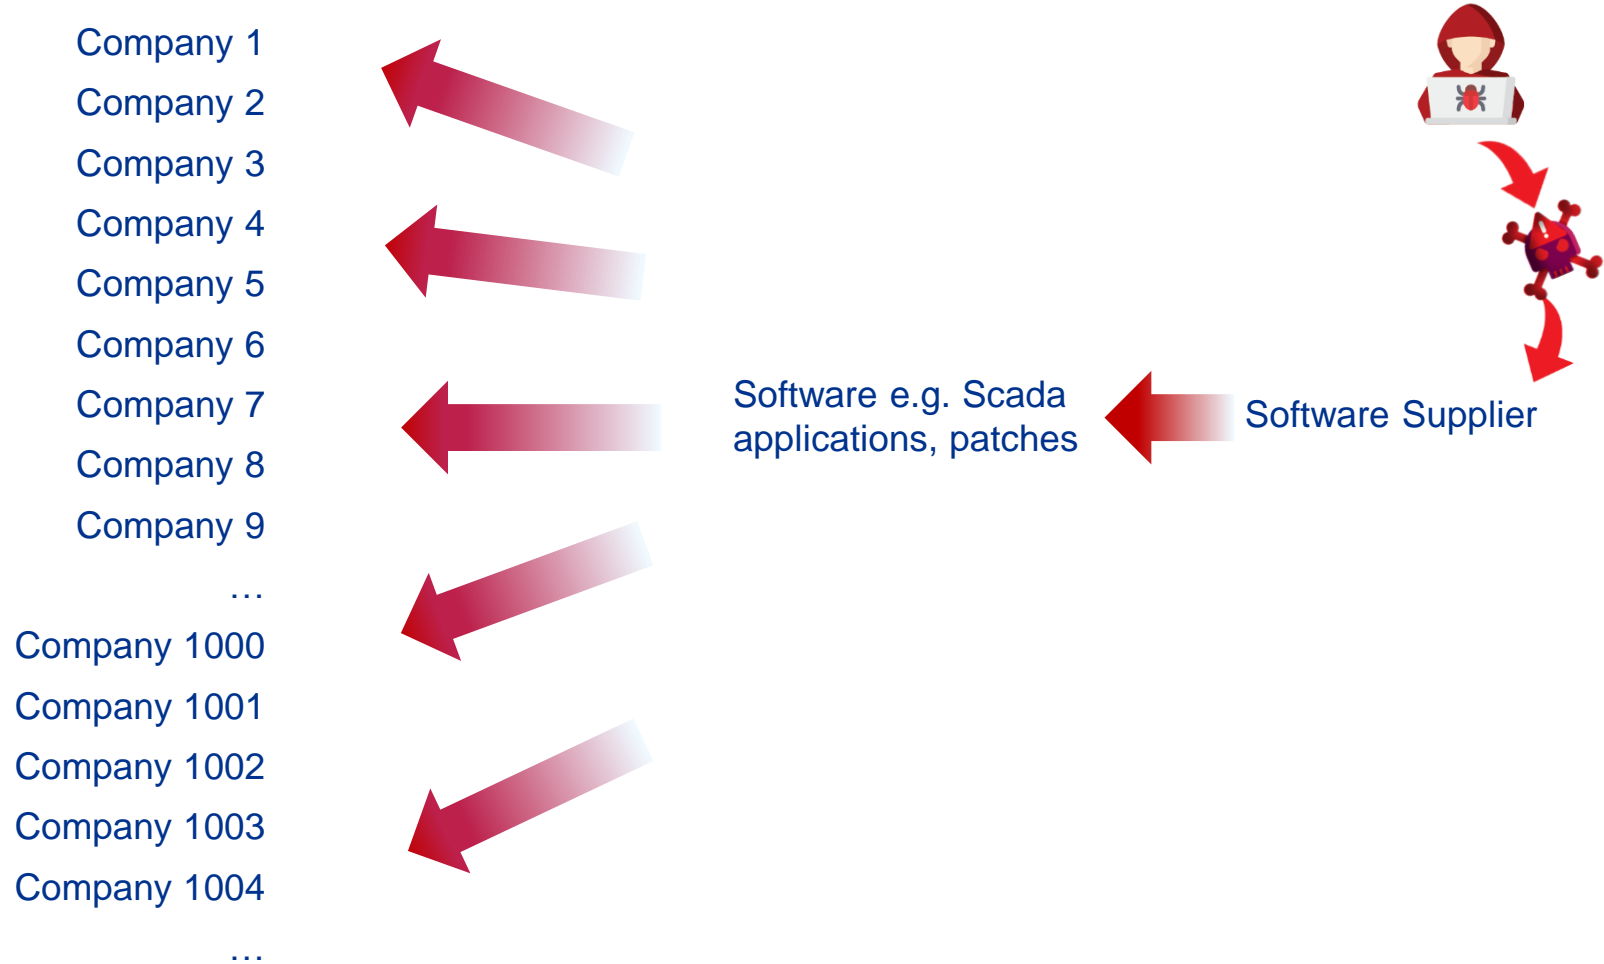 Company 1
Company 2
Company 3
Company 4
Company 5
Company 6
Company 7
Company 8
Company 9
…
Company 1000
Company 1001
Company 1002
Company 1003
Company 1004
…
Software e.g. Scada
applications, patches
Software Supplier